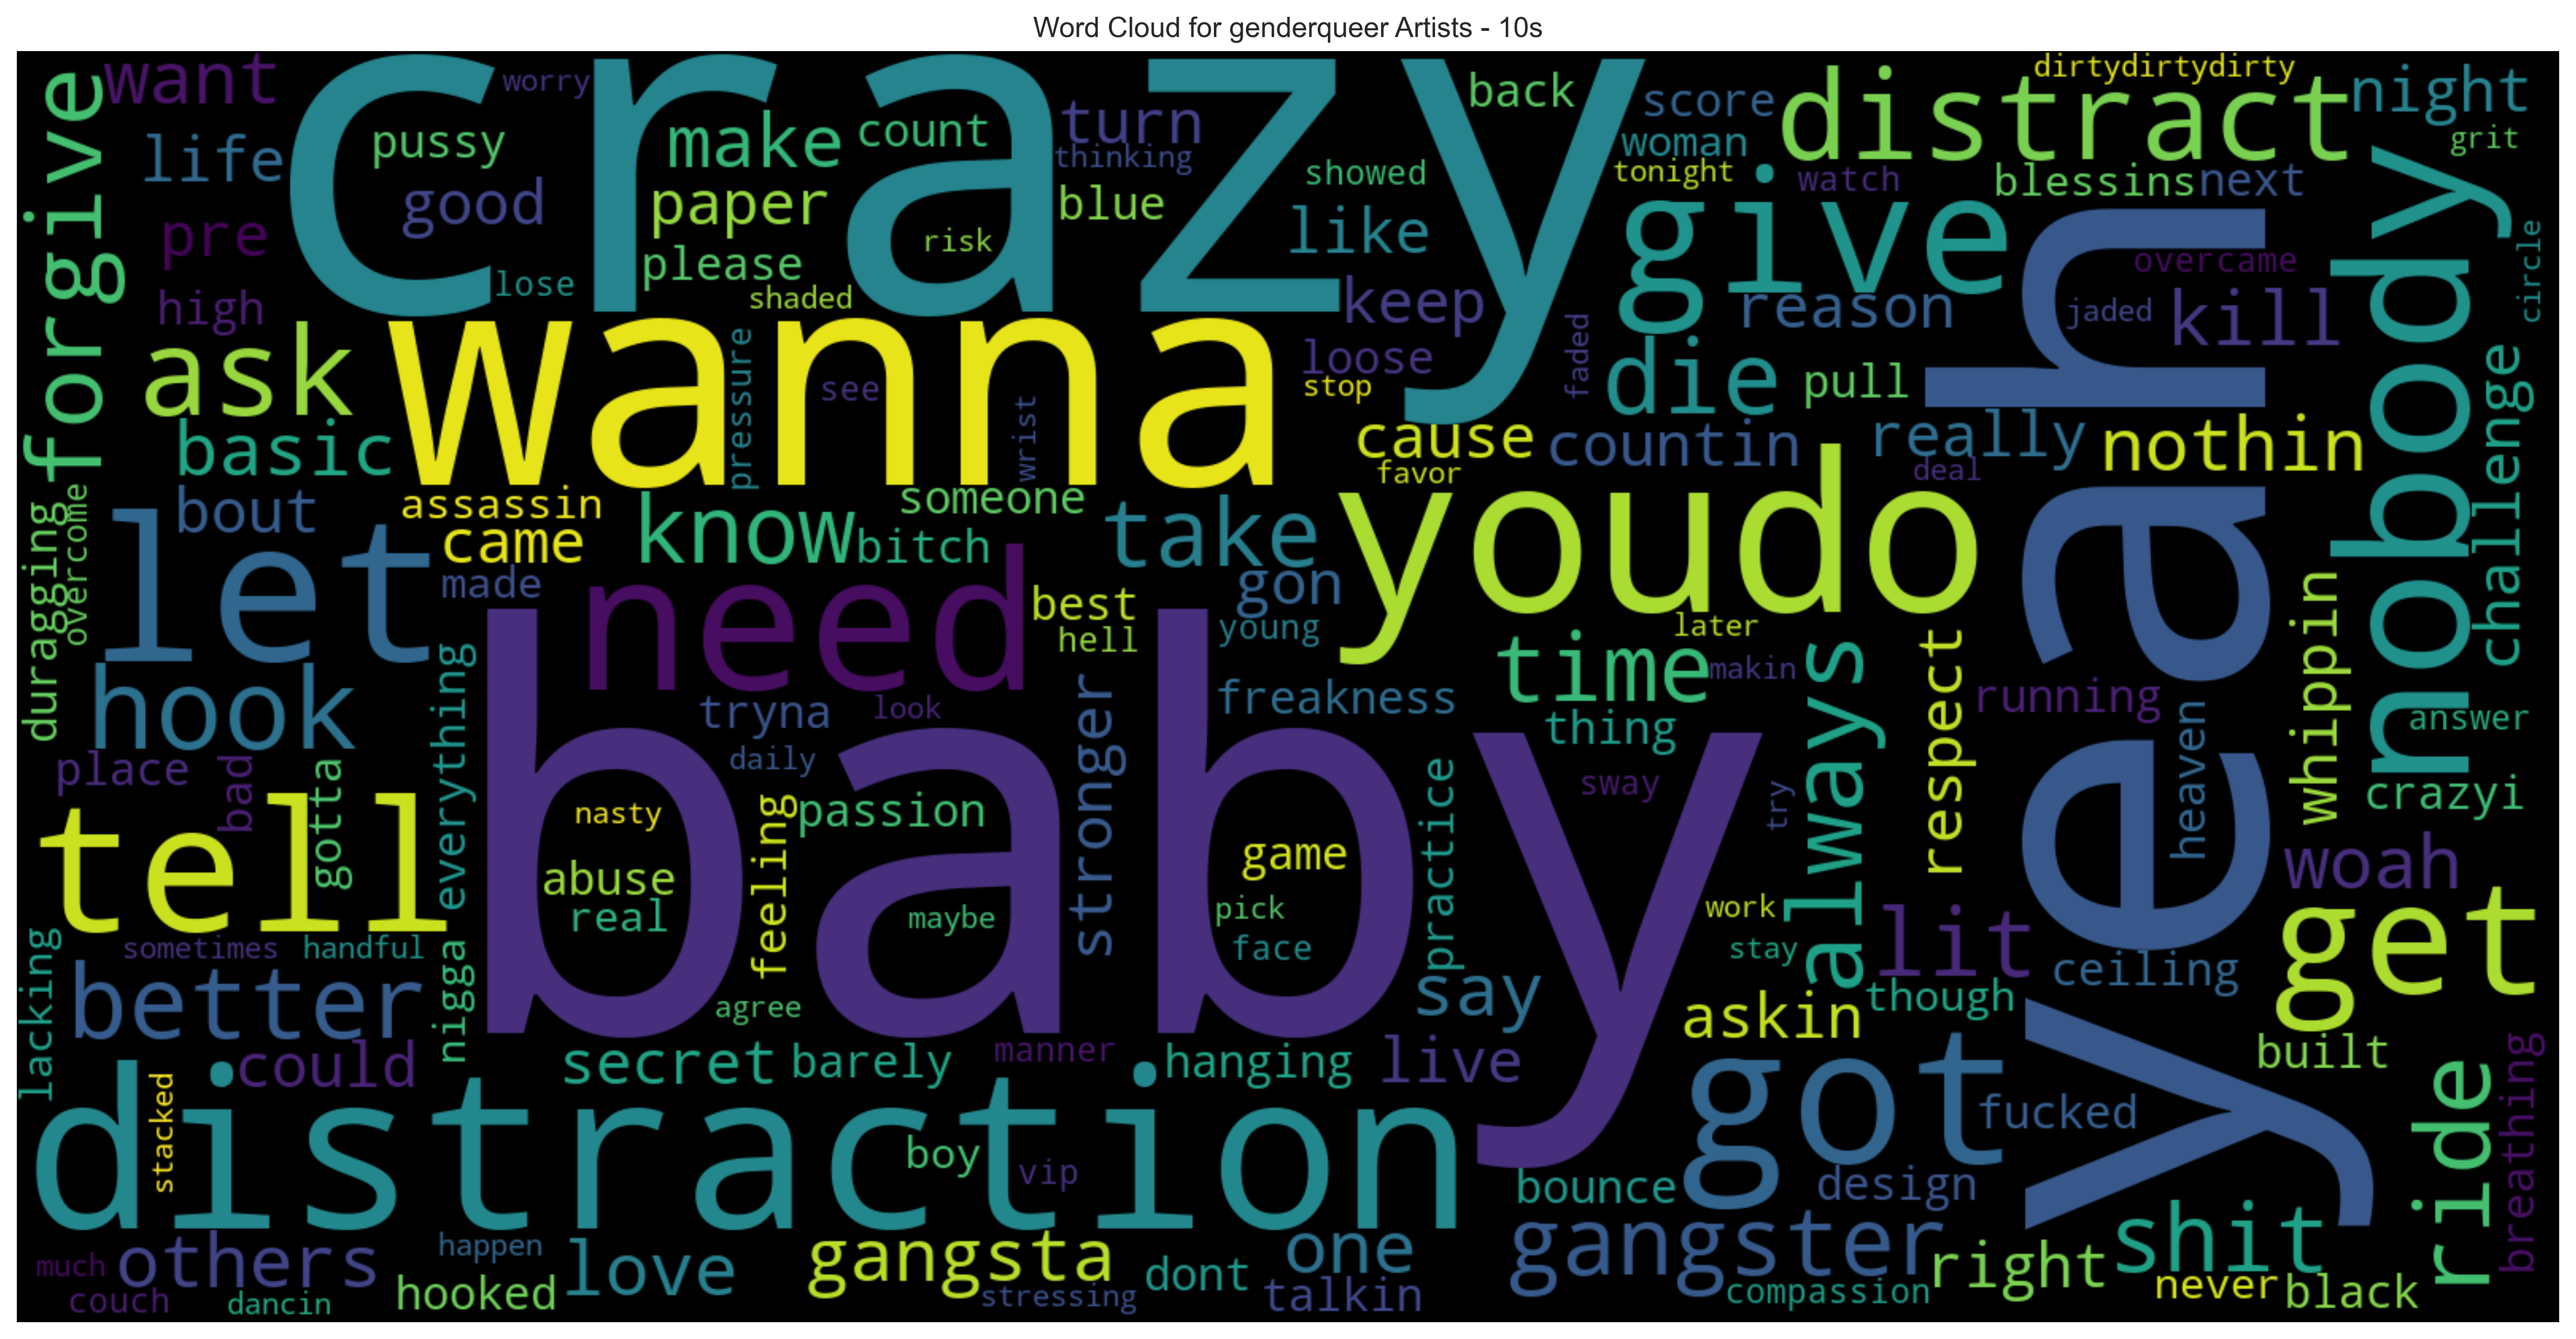 Word Cloud for genderqueer Artists - 10s
crazy
baby
yeah
wanna
distraction
youdo
nobody
distract
give
need
let
tell
got
get
forgive
want
worry
life
pussy
good
pre
high
lose
ask
basic
make
count
paper
please
shaded
risk
turn
thinking
blue
back
showed
like
keep
loose
stop
score
woman
tonight
watch
dirtydirtydirty
night
grit
blessins
next
reason
overcame
jaded
kill
circle
die
pull
faded
cause
favor
countin
really
deal
nothin
challenge
pressure
see
wrist
bout
assassin
came
made
know
bitch
someone
take
gon
young
best
hell
duragging
overcome
hook
place
bad
gotta
everything
tryna
look
daily
stronger
freakness
time
later
makin
thing
sway
try
always
respect
running
heaven
whippin
answer
crazyi
woah
nasty
abuse
real
feeling
passion
maybe
game
pick
face
practice
work
stay
lit
ceiling
though
askin
say
sometimes
handful
lacking
better
nigga
agree
could
secret
barely
manner
hanging
live
built
ride
breathing
fucked
stacked
boy
vip
bounce
design
gangster
shit
right
never
black
compassion
others
much
couch
happen
dancin
hooked
love
gangsta
stressing
dont
one
talkin